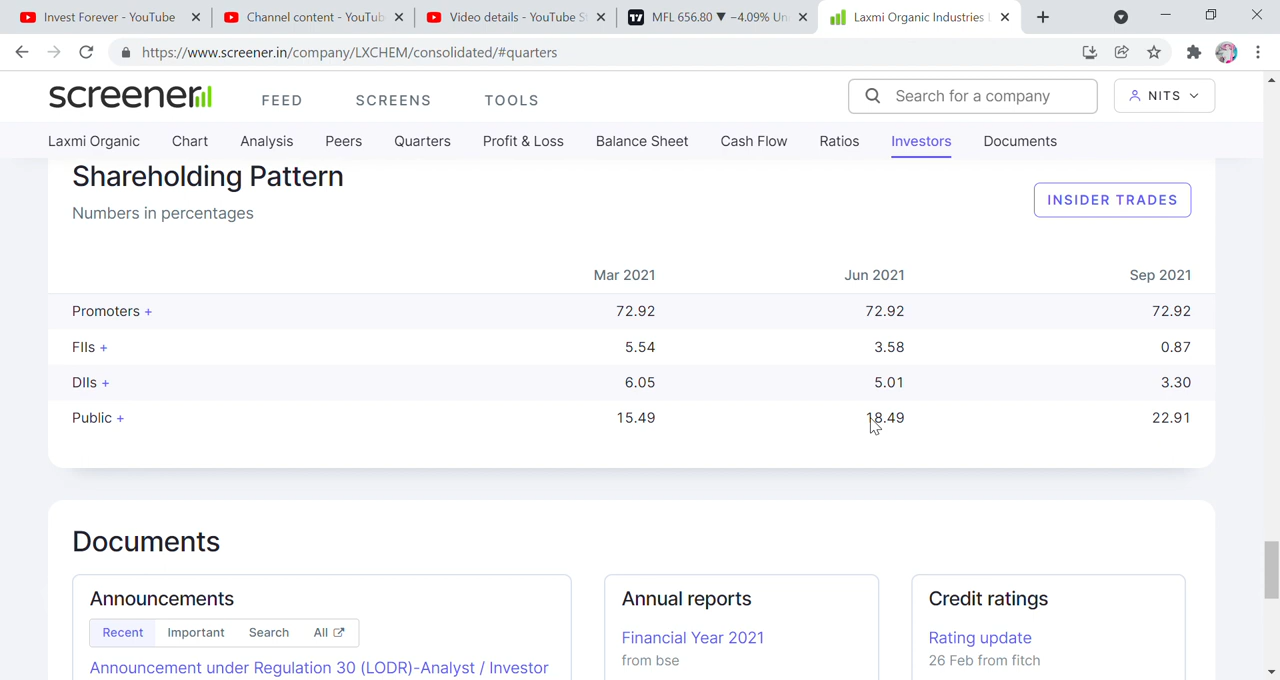 Invest Forever - YouTube
Channel content - YouTub
Video details - YouTube S
MFL 656.80 ▼ −4.09% Un
Laxmi Organic Industries L
https://www.screener.in/company/LXCHEM/consolidated/#quarters
screener
FEED SCREENS TOOLS
Search for a company
NITS
Laxmi Organic Chart Analysis Peers Quarters Profit & Loss Balance Sheet Cash Flow Ratios Investors Documents
Shareholding Pattern
Numbers in percentages
INSIDER TRADES
Mar 2021 Jun 2021 Sep 2021
Promoters + 72.92 72.92 72.92
FIIs + 5.54 3.58 0.87
DIIs + 6.05 5.01 3.30
Public + 15.49 18.49 22.91
Documents
Announcements
Recent Important Search All
Announcement under Regulation 30 (LODR)-Analyst / Investor
Annual reports
Financial Year 2021
from bse
Credit ratings
Rating update
26 Feb from fitch